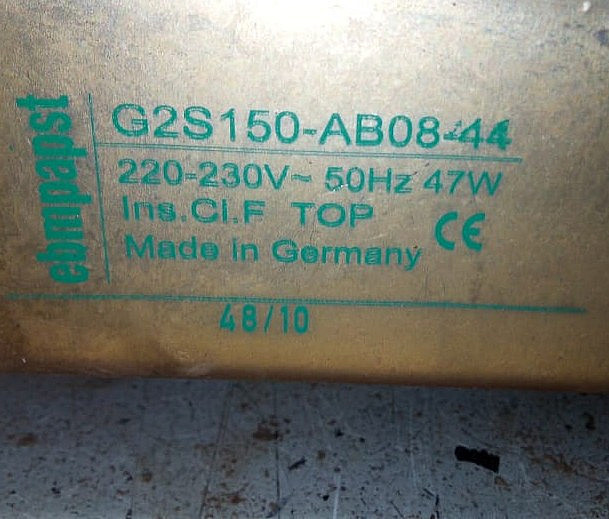 ebmpapst
G2S150-AB08-44
220-230V~ 50Hz 47W
Ins.Cl.F TOP
CE
Made in Germany
48/10